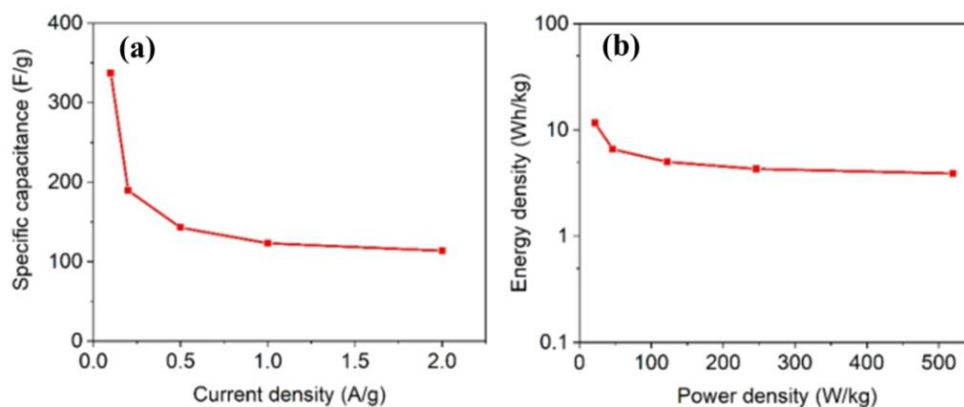 (a)
Specific capacitance (F/g)
400
300
200
100
0
0.0 0.5 1.0 1.5 2.0
Current density (A/g)
(b)
Energy density (Wh/kg)
100
10
1
0.1
0 100 200 300 400 500
Power density (W/kg)